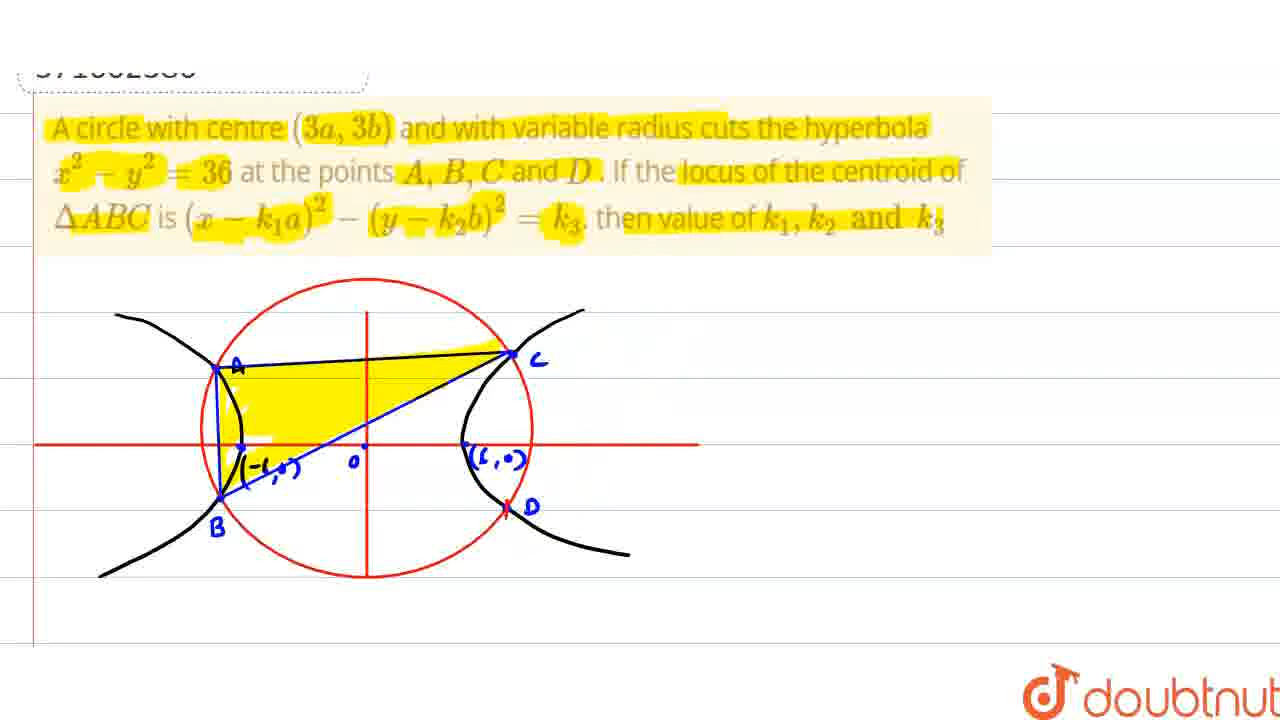 A circle with centre (3a, 3b) and with variable radius cuts the hyperbola
x² − y² = 36 at the points A, B, C and D . If the locus of the centroid of
ΔABC is (x − k₁a)² − (y − k₂b)² = k₃. then value of k₁, k₂ and k₃
A
C
(-6,0)
O
(6,0)
B
D
doubtnut